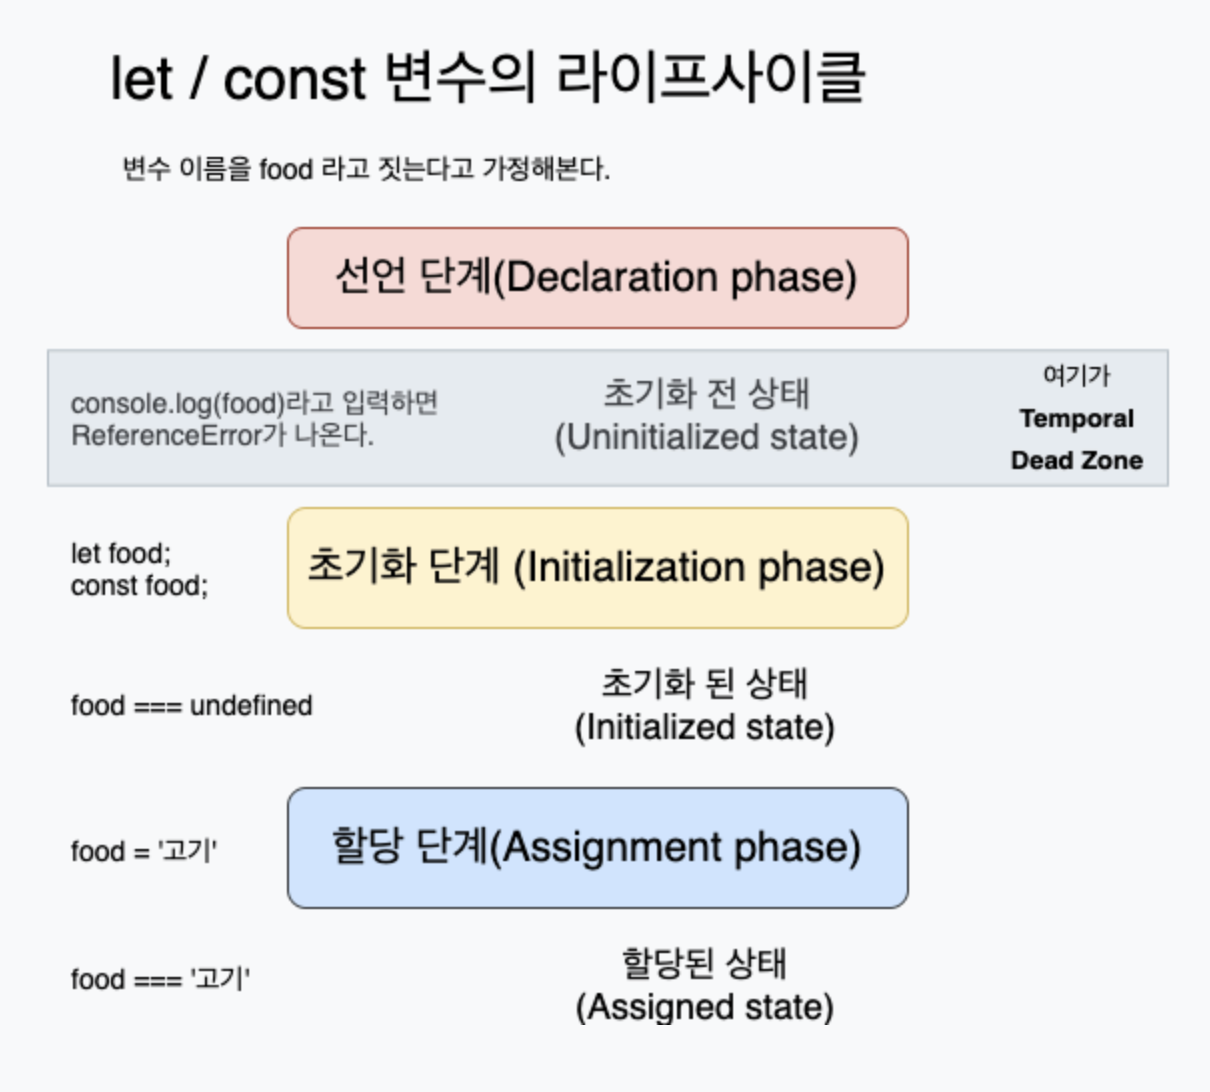 let / const 변수의 라이프사이클
변수 이름을 food 라고 짓는다고 가정해본다.
선언 단계(Declaration phase)
console.log(food)라고 입력하면
ReferenceError가 나온다.
초기화 전 상태
(Uninitialized state)
여기가
Temporal
Dead Zone
let food;
const food;
초기화 단계 (Initialization phase)
food === undefined
초기화 된 상태
(Initialized state)
food = '고기'
할당 단계(Assignment phase)
food === '고기'
할당된 상태
(Assigned state)